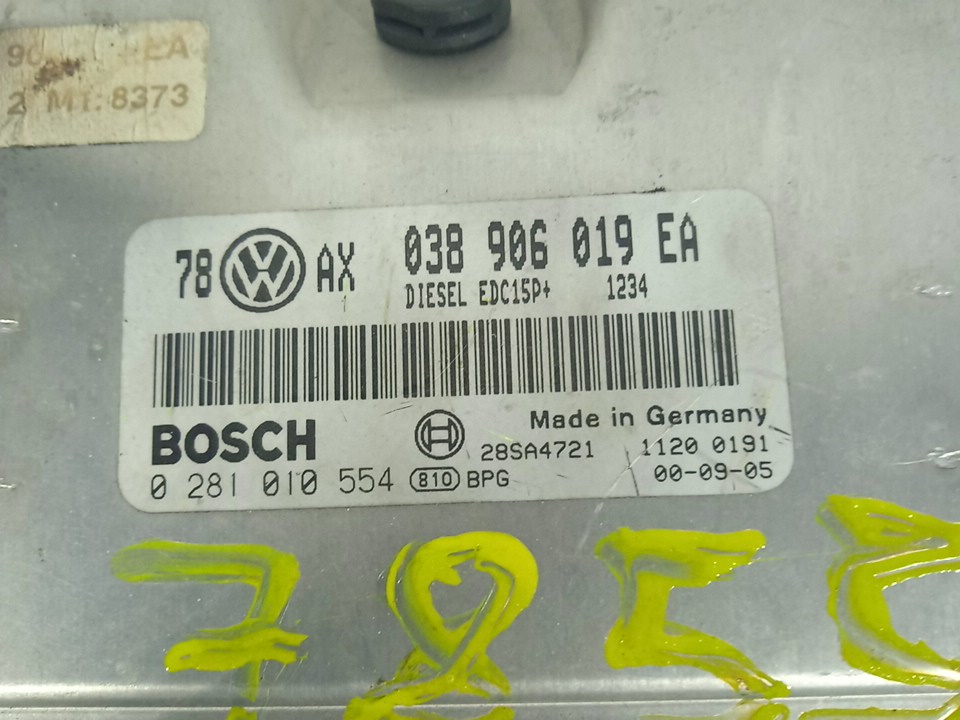 2 MT: 8373
78 AX 038 906 019 EA
DIESEL EDC15P+ 1234
BOSCH Made in Germany
28SA4721 1120 0191
0 281 010 554 810 BPG 00-09-05